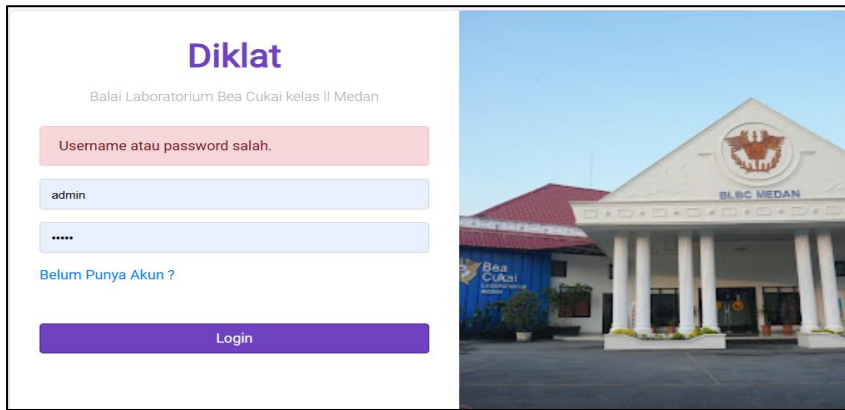 Diklat
Balai Laboratorium Bea Cukai kelas II Medan
Username atau password salah.
admin
•••••
Belum Punya Akun ?
Login
BLBC MEDAN
Bea
Cukai